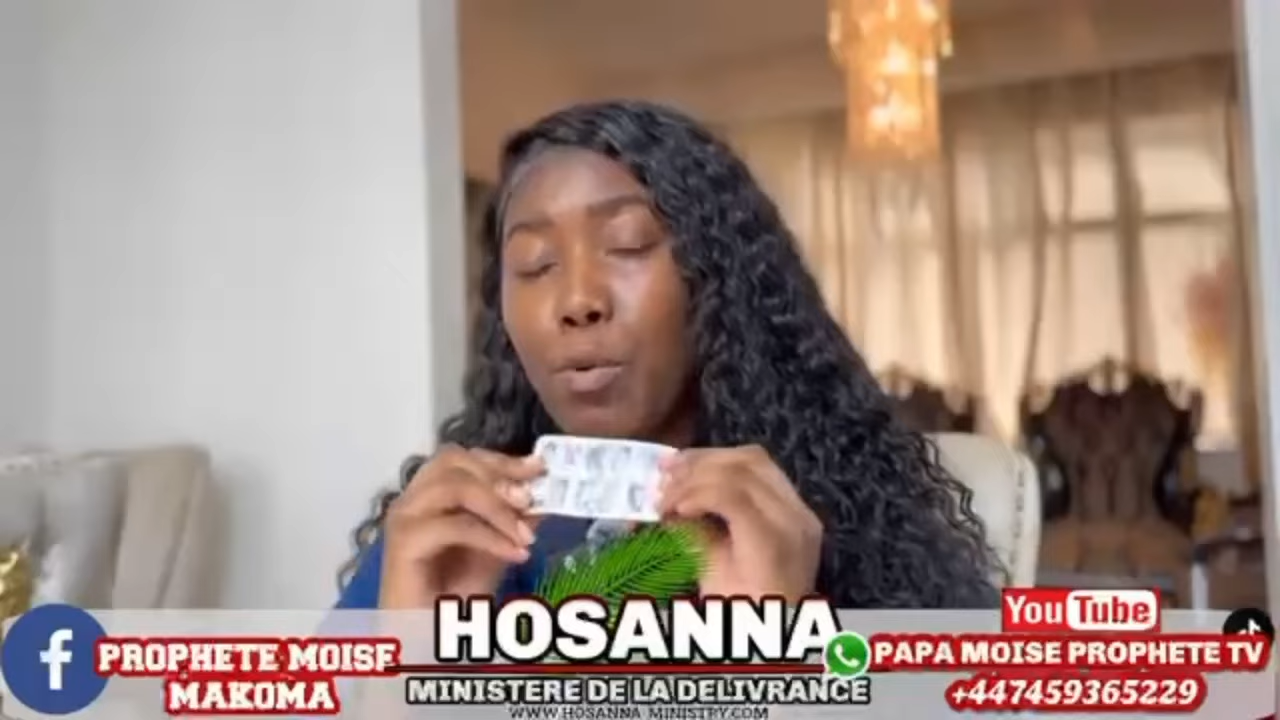 HOSANNA
MINISTERE DE LA DELIVRANCE
WWW.HOSANNA MINISTRY.COM
f
PROPHETE MOISE
MAKOMA
YouTube
PAPA MOISE PROPHETE TV
+447459365229